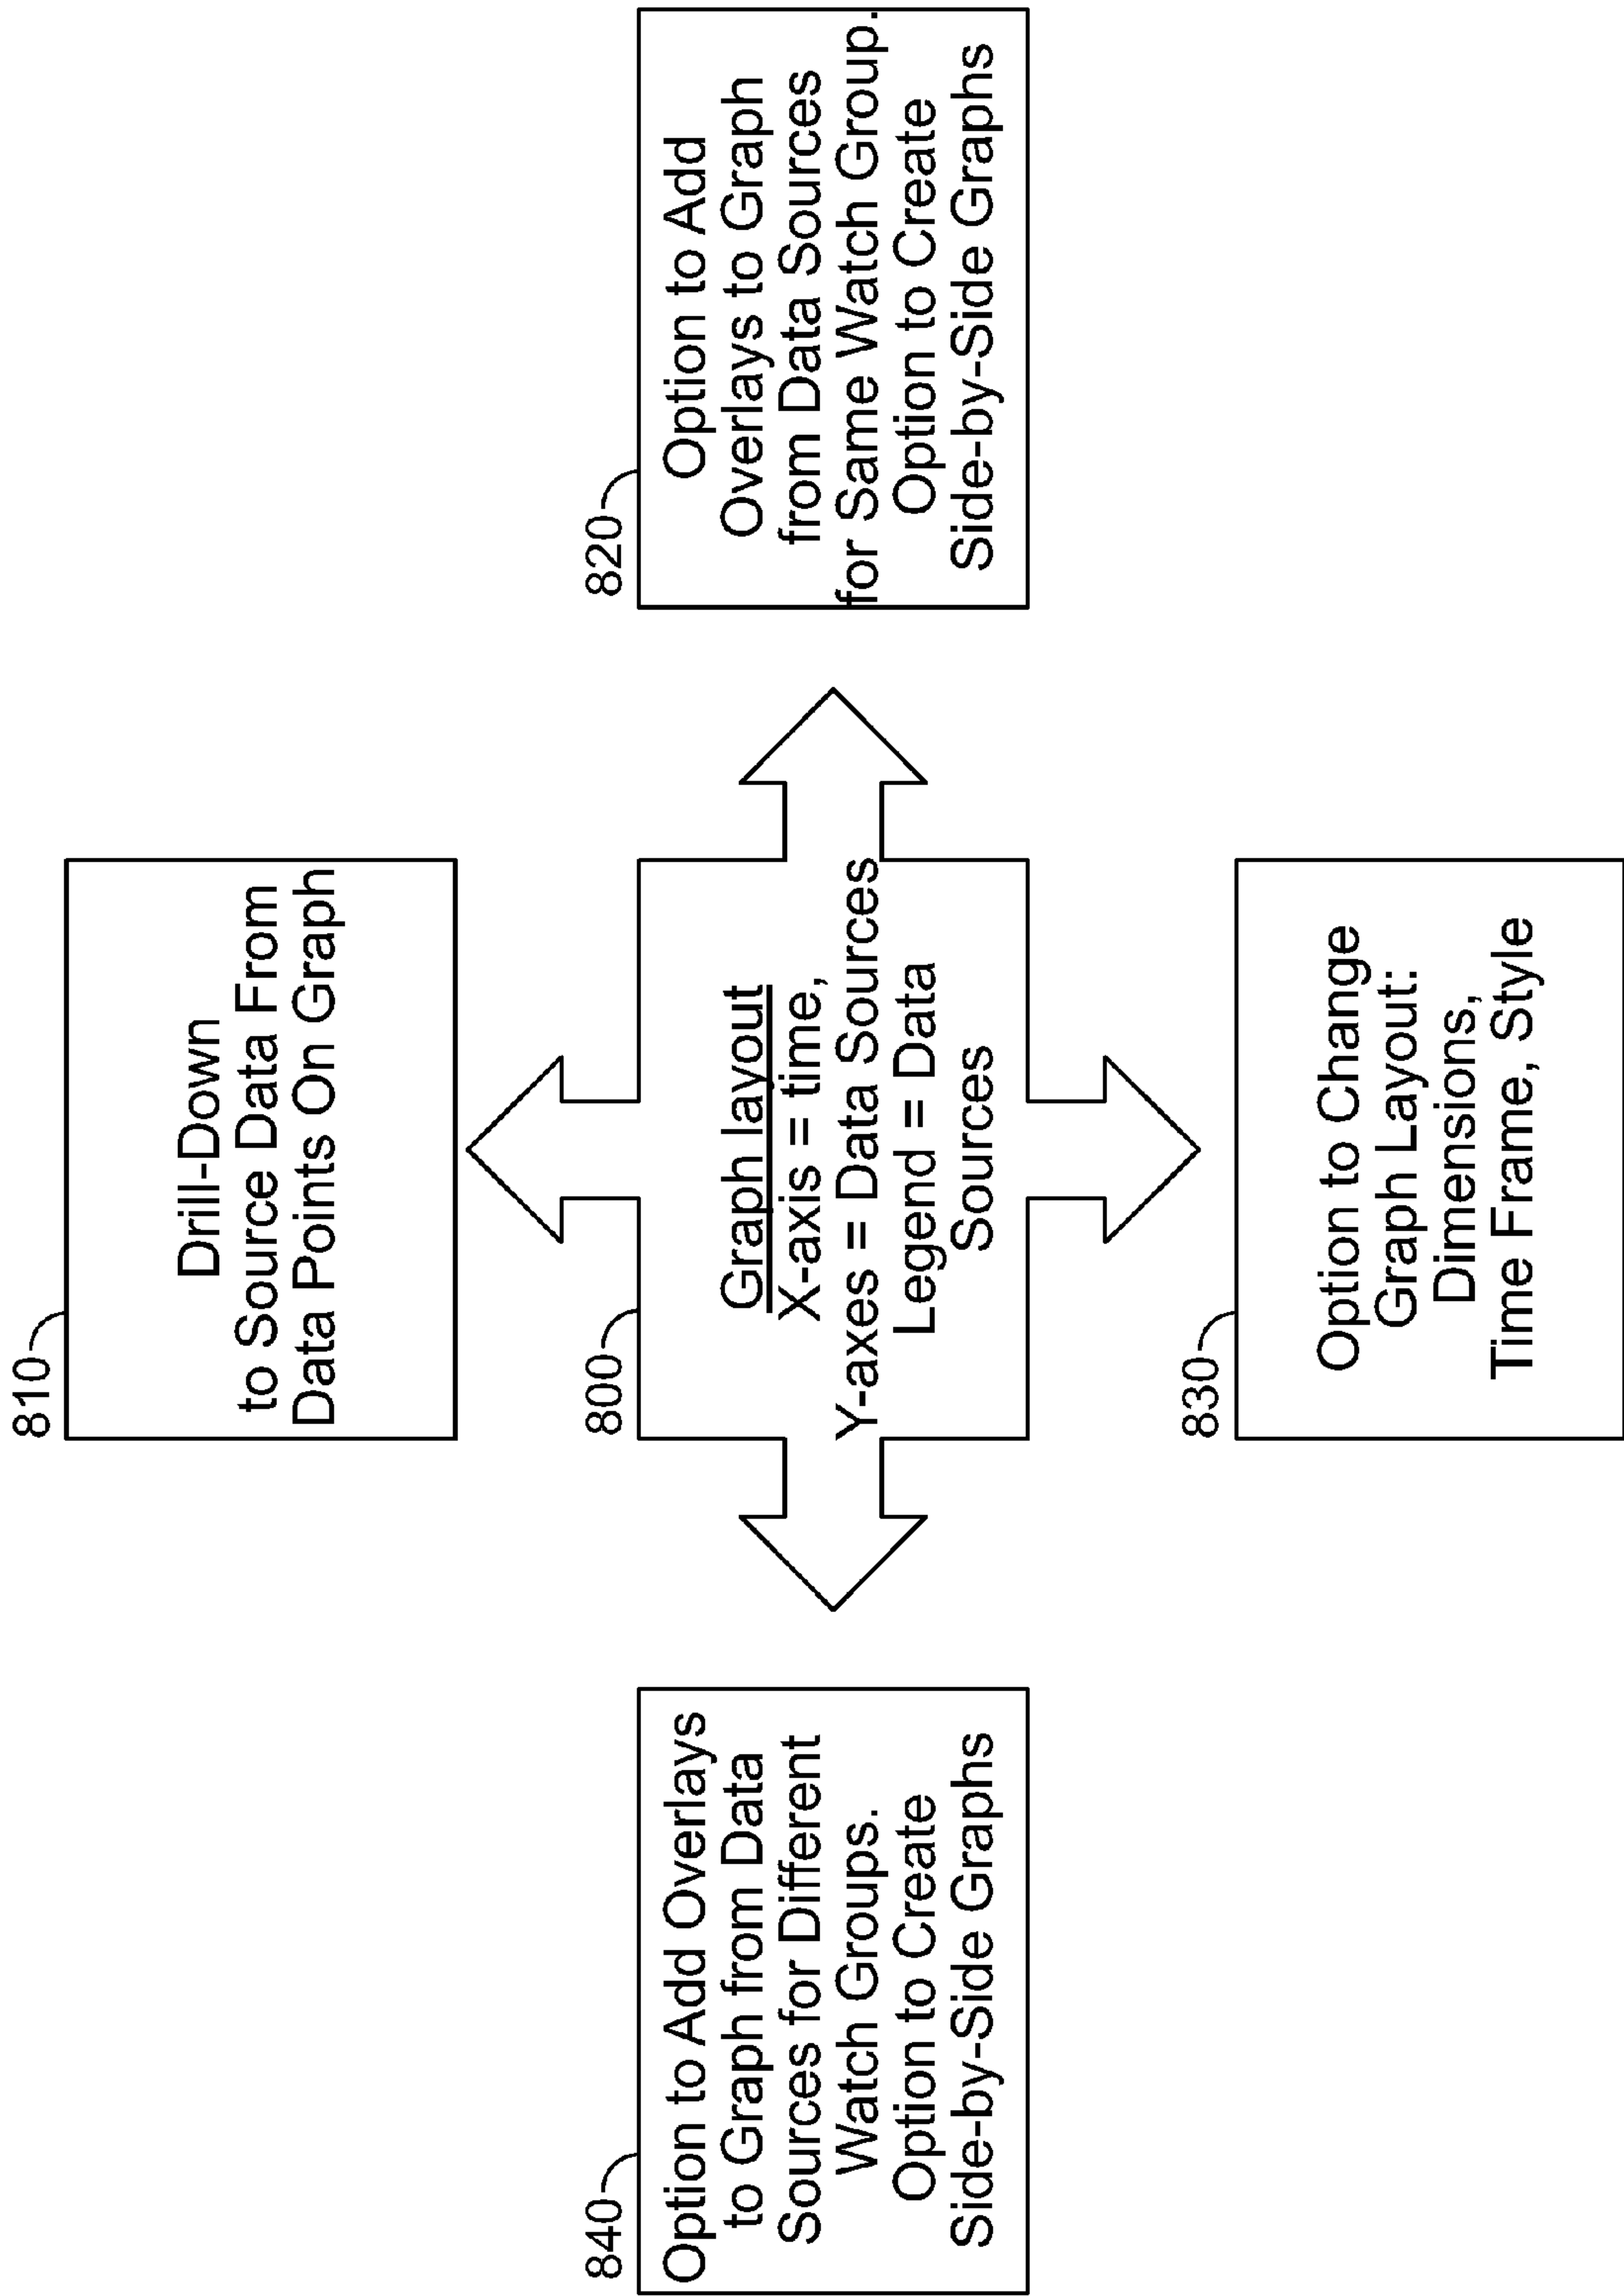 810
Drill-Down
to Source Data From
Data Points On Graph
840
Option to Add Overlays
to Graph from Data
Sources for Different
Watch Groups.
Option to Create
Side-by-Side Graphs
800
Graph layout
X-axis = time,
Y-axes = Data Sources
Legend = Data
Sources
820
Option to Add
Overlays to Graph
from Data Sources
for Same Watch Group.
Option to Create
Side-by-Side Graphs
830
Option to Change
Graph Layout:
Dimensions,
Time Frame, Style